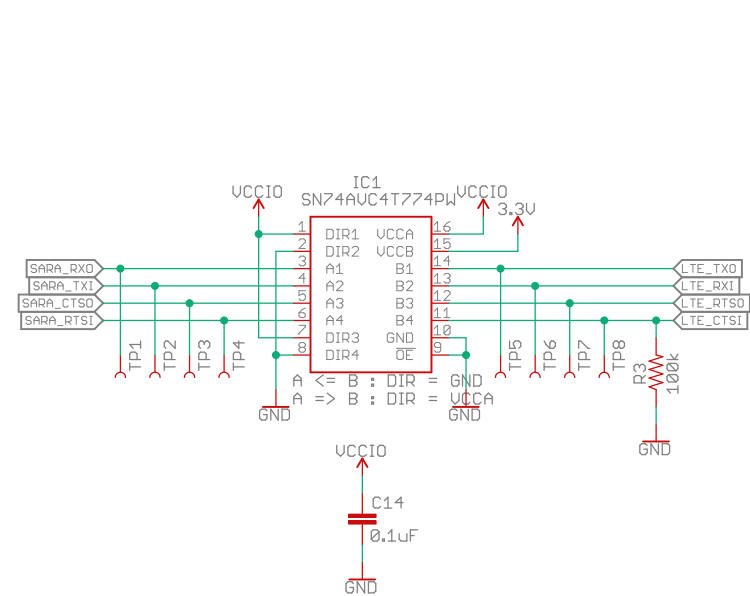 IC1
SN74AVC4T774PW
VCCIO
VCCIO
3.3V
1 DIR1 VCCA 16
2 DIR2 VCCB 15
SARA_RXO 3 A1 B1 14 LTE_TXO
SARA_TXI 4 A2 B2 13 LTE_RXI
SARA_CTSO 5 A3 B3 12 LTE_RTSO
SARA_RTSI 6 A4 B4 11 LTE_CTSI
7 DIR3 GND 10
8 DIR4 OE 9
TP1
TP2
TP3
TP4
TP5
TP6
TP7
TP8
R3
100k
A <= B : DIR = GND
A => B : DIR = VCCA
GND
GND
GND
VCCIO
C14
0.1uF
GND